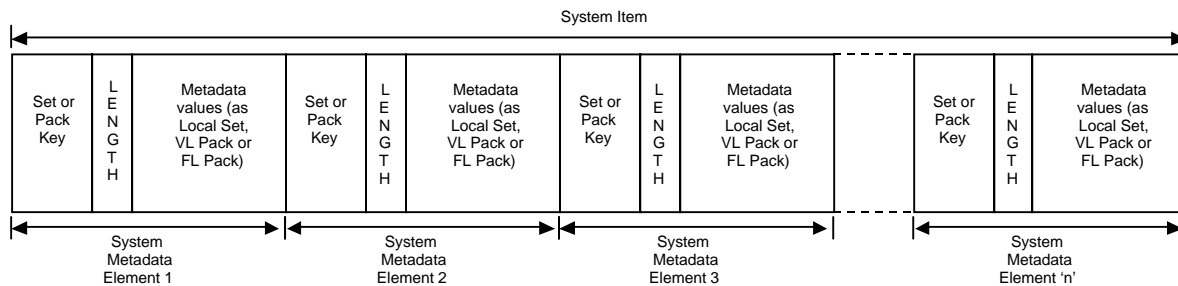 System Item
Set or
Pack
Key
L
E
N
G
T
H
Metadata
values (as
Local Set,
VL Pack or
FL Pack)
Set or
Pack
Key
L
E
N
G
T
H
Metadata
values (as
Local Set,
VL Pack or
FL Pack)
Set or
Pack
Key
L
E
N
G
T
H
Metadata
values (as
Local Set,
VL Pack or
FL Pack)
Set or
Pack
Key
L
E
N
G
T
H
Metadata
values (as
Local Set,
VL Pack or
FL Pack)
System
Metadata
Element 1
System
Metadata
Element 2
System
Metadata
Element 3
System
Metadata
Element ‘n’